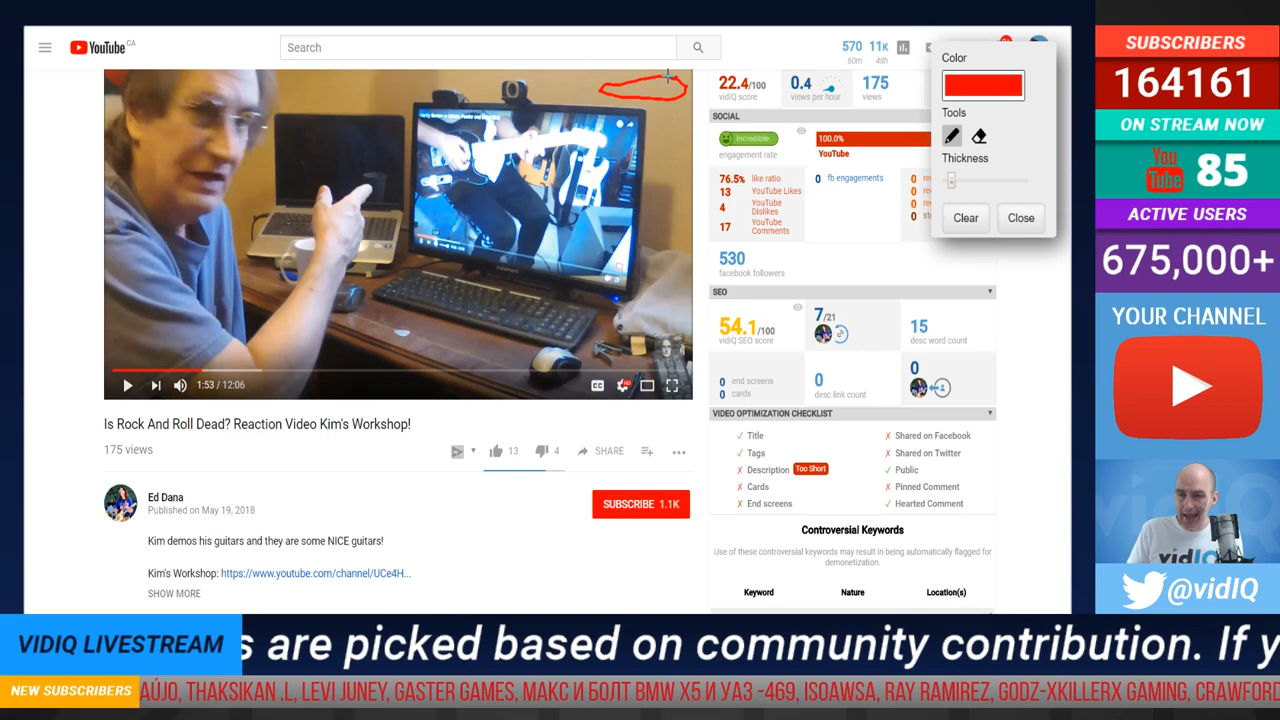 YouTube CA
Search
570 11K
60m 48h
22.4/100
vidIQ score
0.4
views per hour
175
views
SOCIAL
Incredible
engagement rate
100.0%
YouTube
76.5% like ratio
13 YouTube Likes
4 YouTube Dislikes
17 YouTube Comments
0 fb engagements
0
0
0
0
530
facebook followers
SEO
54.1/100
vidIQ SEO score
7/21
15
desc word count
0 end screens
0 cards
0
desc link count
0
VIDEO OPTIMIZATION CHECKLIST
✓ Title
✓ Tags
✗ Description Too Short
✗ Cards
✗ End screens
✗ Shared on Facebook
✗ Shared on Twitter
✓ Public
✗ Pinned Comment
✓ Hearted Comment
Controversial Keywords
Use of these controversial keywords may result in being automatically flagged for
demonetization.
Keyword Nature Location(s)
Color
Tools
Thickness
Clear Close
1:53 / 12:06
CC HD
Is Rock And Roll Dead? Reaction Video Kim's Workshop!
175 views
13 4 SHARE
Ed Dana
Published on May 19, 2018
SUBSCRIBE 1.1K
Kim demos his guitars and they are some NICE guitars!
Kim's Workshop: https://www.youtube.com/channel/UCe4H...
SHOW MORE
SUBSCRIBERS
164161
ON STREAM NOW
You Tube 85
ACTIVE USERS
675,000+
YOUR CHANNEL
vidIQ
@vidIQ
VIDIQ LIVESTREAM
s are picked based on community contribution. If y
NEW SUBSCRIBERS
AÚJO, THAKSIKAN .L, LEVI JUNEY, GASTER GAMES, МАКС И БОЛТ BMW X5 И УАЗ -469, ISOAWSA, RAY RAMIREZ, GODZ-XKILLERX GAMING, CRAWFORD